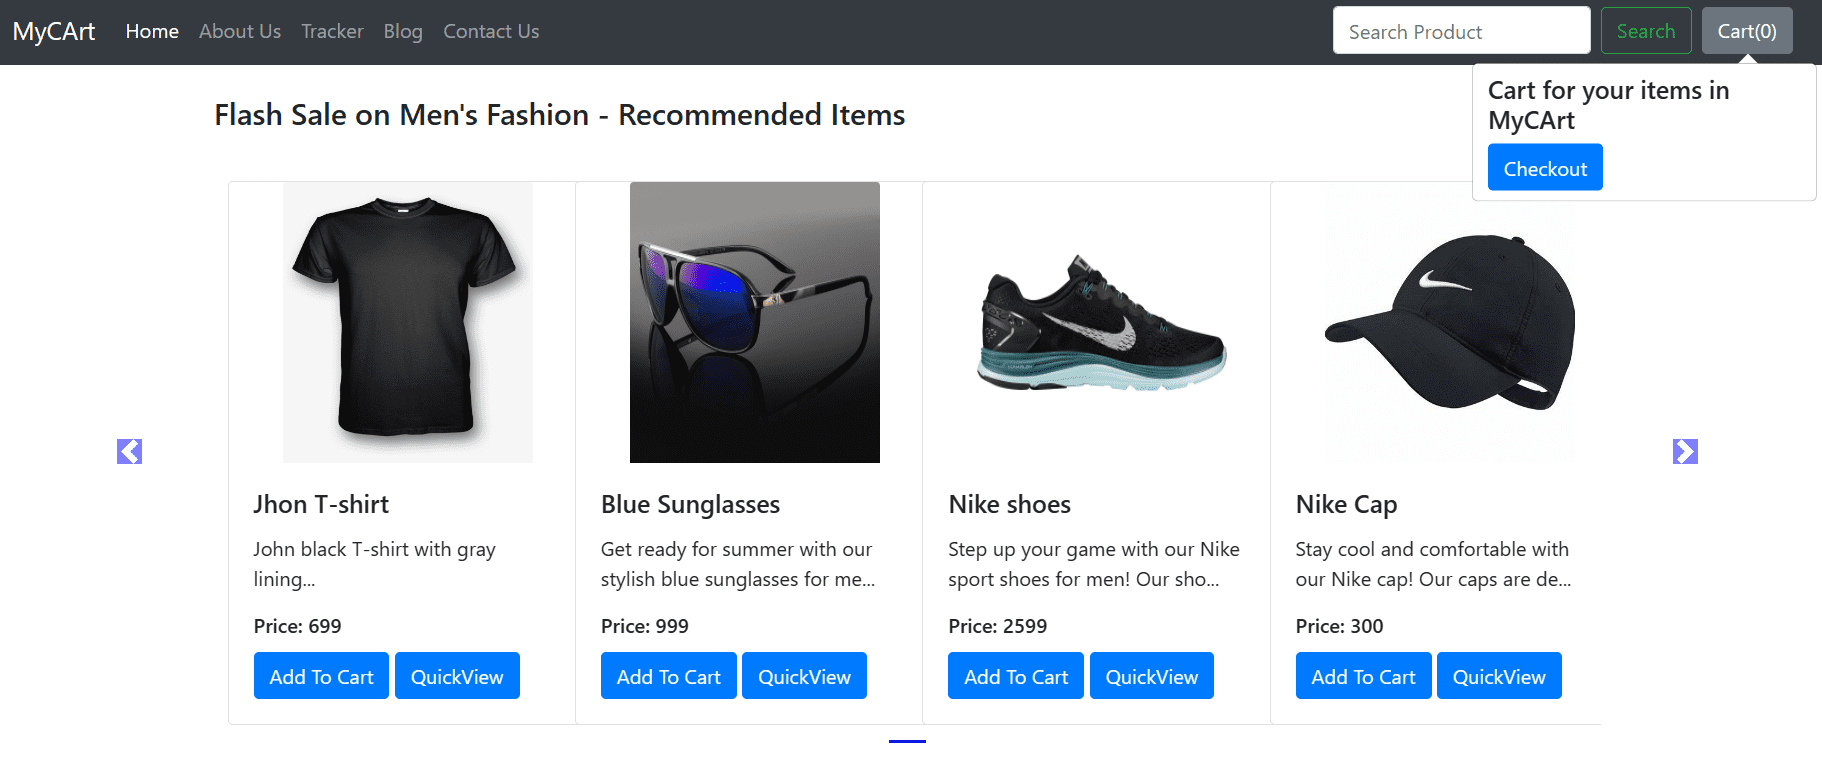 MyCArt Home About Us Tracker Blog Contact Us Search Product Search Cart(0)
Cart for your items in
MyCArt
Checkout
Flash Sale on Men's Fashion - Recommended Items
Jhon T-shirt
John black T-shirt with gray
lining...
Price: 699
Add To Cart QuickView
Blue Sunglasses
Get ready for summer with our
stylish blue sunglasses for me...
Price: 999
Add To Cart QuickView
Nike shoes
Step up your game with our Nike
sport shoes for men! Our sho...
Price: 2599
Add To Cart QuickView
Nike Cap
Stay cool and comfortable with
our Nike cap! Our caps are de...
Price: 300
Add To Cart QuickView